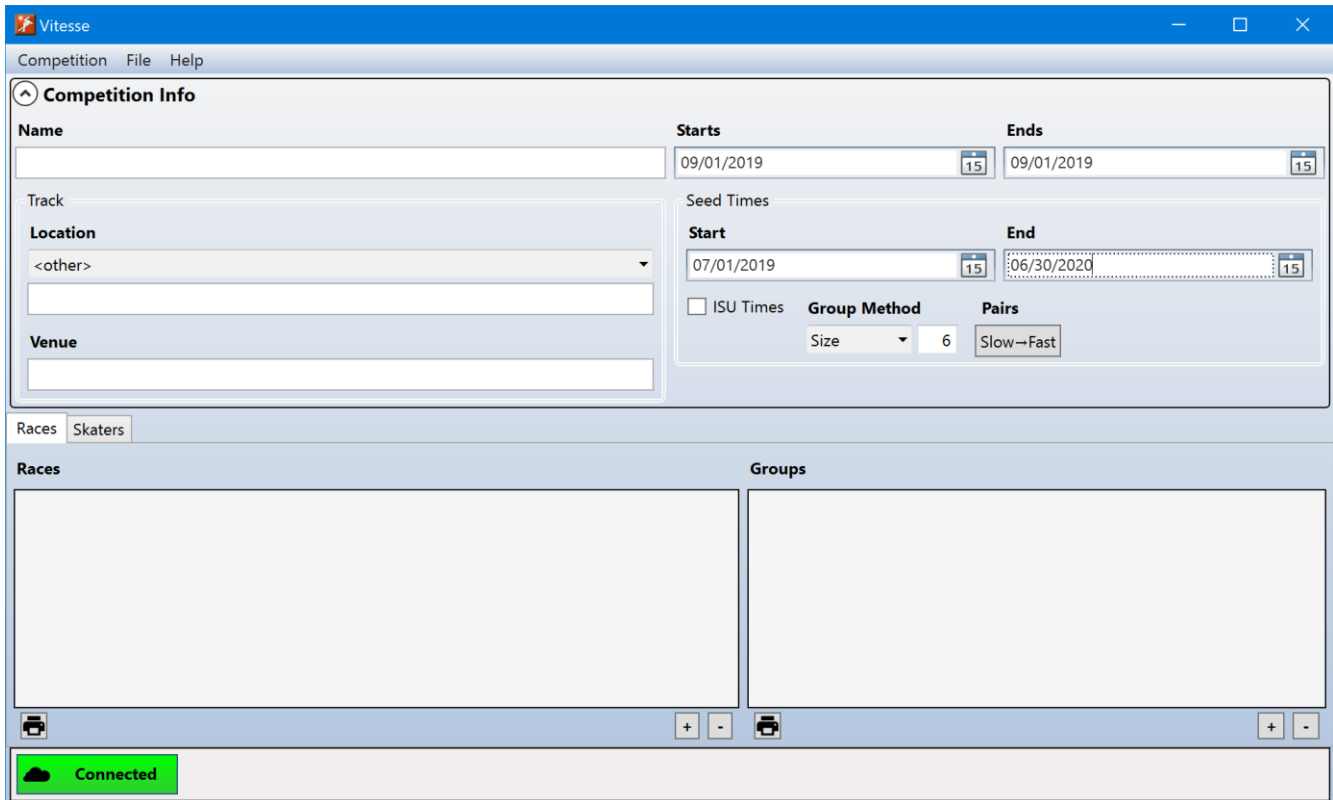 Vitesse
Competition File Help
Competition Info
Name Starts Ends
09/01/2019 15 09/01/2019 15
Track Seed Times
Location Start End
<other> 07/01/2019 15 06/30/2020 15
ISU Times Group Method Pairs
Venue Size 6 Slow→Fast
Races Skaters
Races Groups
+ - + -
Connected